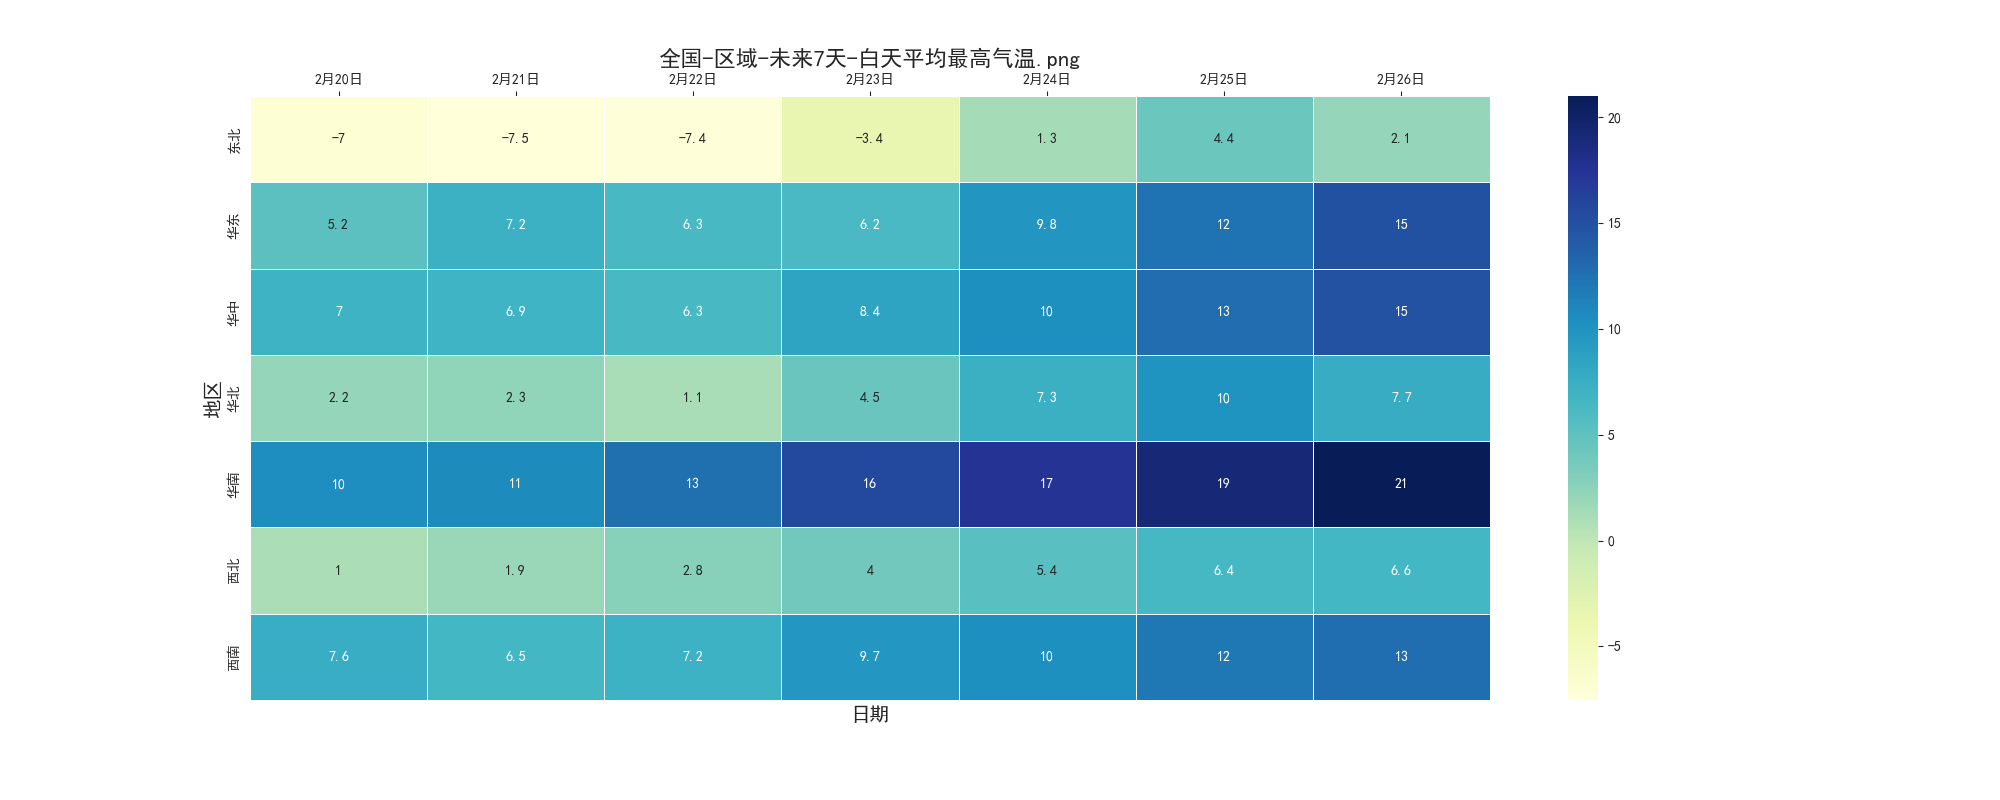 全国-区域-未来7天-白天平均最高气温.png
2月20日 2月21日 2月22日 2月23日 2月24日 2月25日 2月26日
东北 -7 -7.5 -7.4 -3.4 1.3 4.4 2.1
华东 5.2 7.2 6.3 6.2 9.8 12 15
华中 7 6.9 6.3 8.4 10 13 15
华北 2.2 2.3 1.1 4.5 7.3 10 7.7
华南 10 11 13 16 17 19 21
西北 1 1.9 2.8 4 5.4 6.4 6.6
西南 7.6 6.5 7.2 9.7 10 12 13
地区
日期
20
15
10
5
0
-5